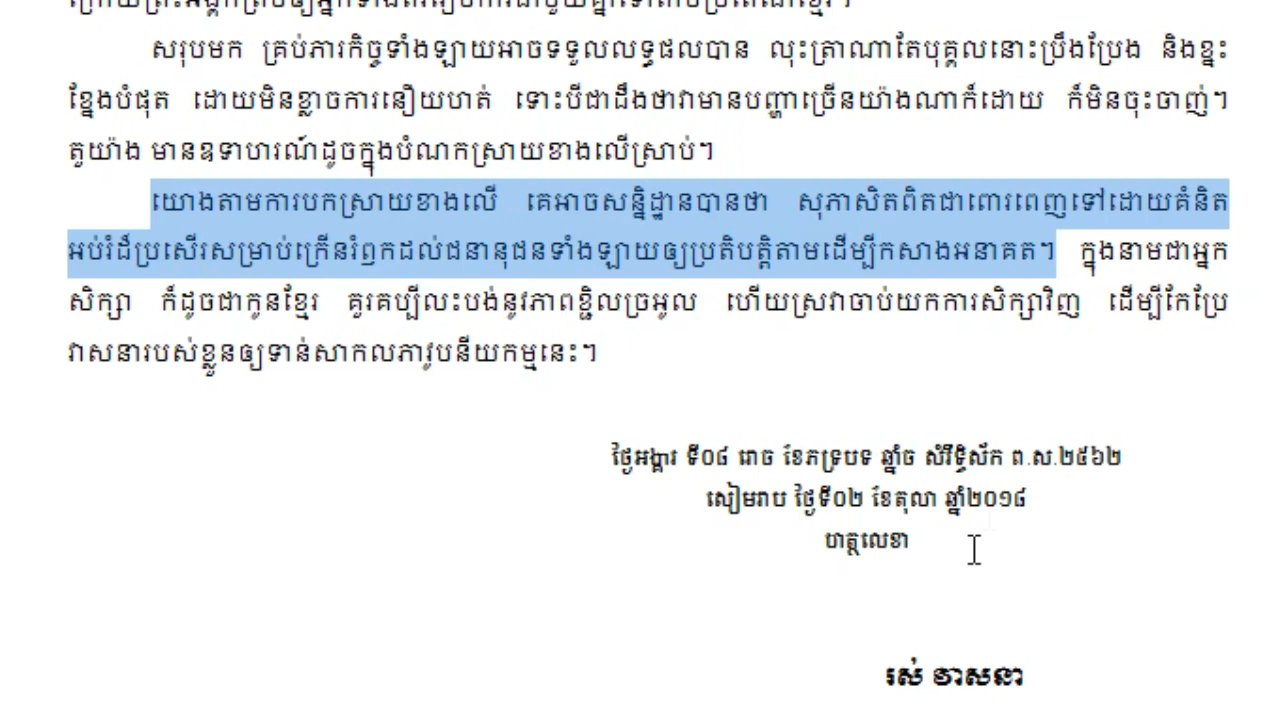 សរុបមក គ្រប់ភារកិច្ចទាំងឡាយអាចទទួលលទ្ធផលបាន លុះត្រាណាតែបុគ្គលនោះប្រឹងប្រែង និងខ្នះ
ខ្នែងបំផុត ដោយមិនខ្លាចការនឿយហត់ ទោះបីជាដឹងថាវាមានបញ្ហាច្រើនយ៉ាងណាក៏ដោយ ក៏មិនចុះចាញ់។
តួយ៉ាង មានឧទាហរណ៍ដូចក្នុងបំណកស្រាយខាងលើស្រាប់។
យោងតាមការបកស្រាយខាងលើ គេអាចសន្និដ្ឋានបានថា សុភាសិតពិតជាពោរពេញទៅដោយគំនិត
អប់រំដ៏ប្រសើរសម្រាប់ក្រើនរំឭកដល់ជនានុជនទាំងឡាយឲ្យប្រតិបត្តិតាមដើម្បីកសាងអនាគត។ ក្នុងនាមជាអ្នក
សិក្សា ក៏ដូចជាកូនខ្មែរ គួរគប្បីលះបង់នូវភាពខ្ជិលច្រអូល ហើយស្រវាចាប់យកការសិក្សាវិញ ដើម្បីកែប្រែ
វាសនារបស់ខ្លួនឲ្យទាន់សាកលភាវូបនីយកម្មនេះ។
ថ្ងៃអង្គារ ទី០៨ រោច ខែភទ្របទ ឆ្នាំច សំរឹទ្ធិស័ក ព.ស.២៥៦២
សៀមរាប ថ្ងៃទី០២ ខែតុលា ឆ្នាំ២០១៨
ហត្ថលេខា
រស់ វាសនា